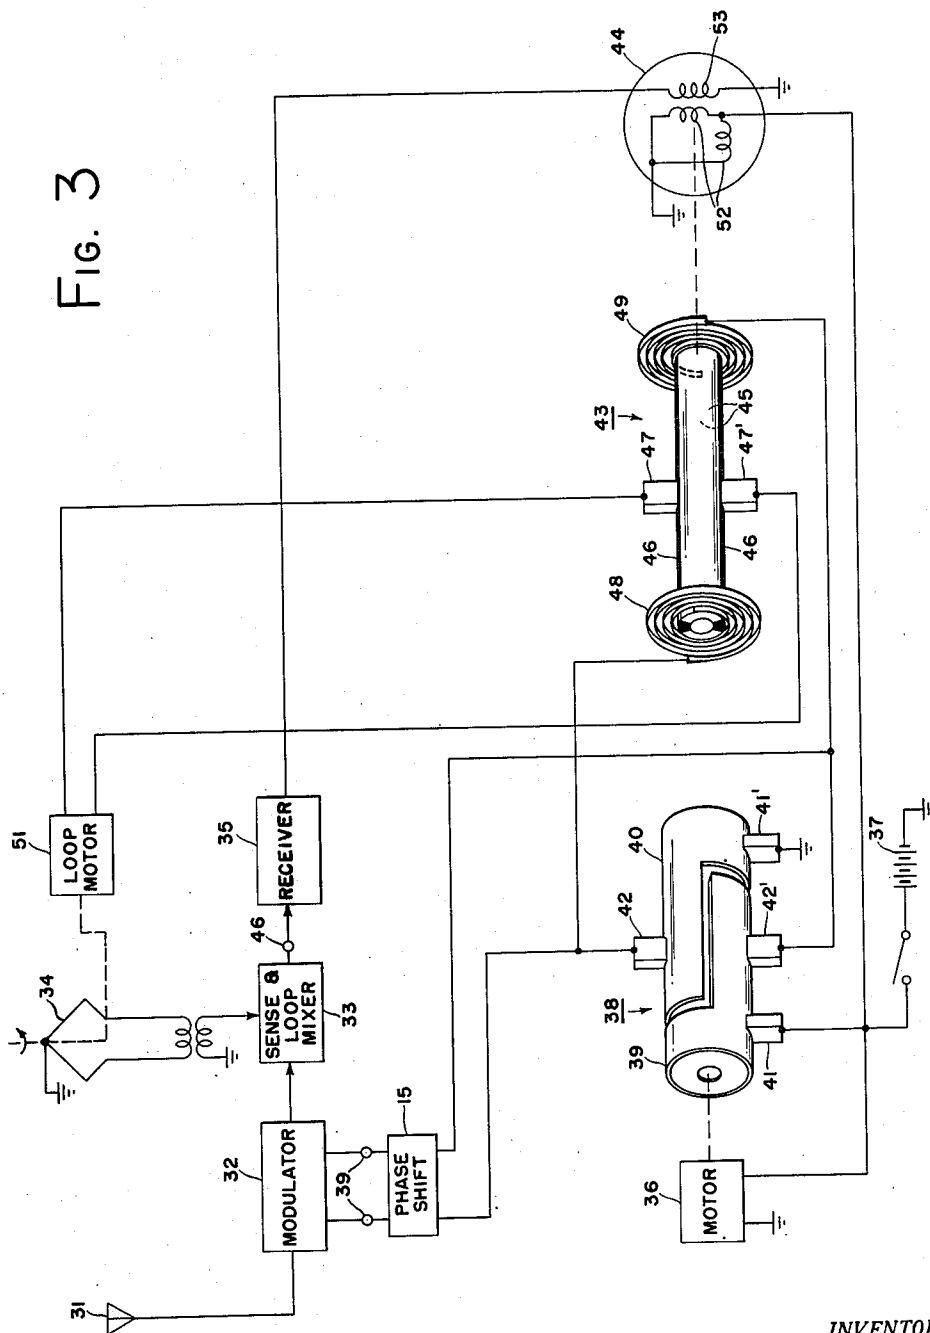 FIG. 3
31
32
MODULATOR
39
15
PHASE
SHIFT
34
SENSE &
LOOP
MIXER
33
46
35
RECEIVER
51
LOOP
MOTOR
36
MOTOR
38
39
40
41
41'
42
42'
37
43
44
45
46
46
47
47'
48
49
52
53
INVENTOR